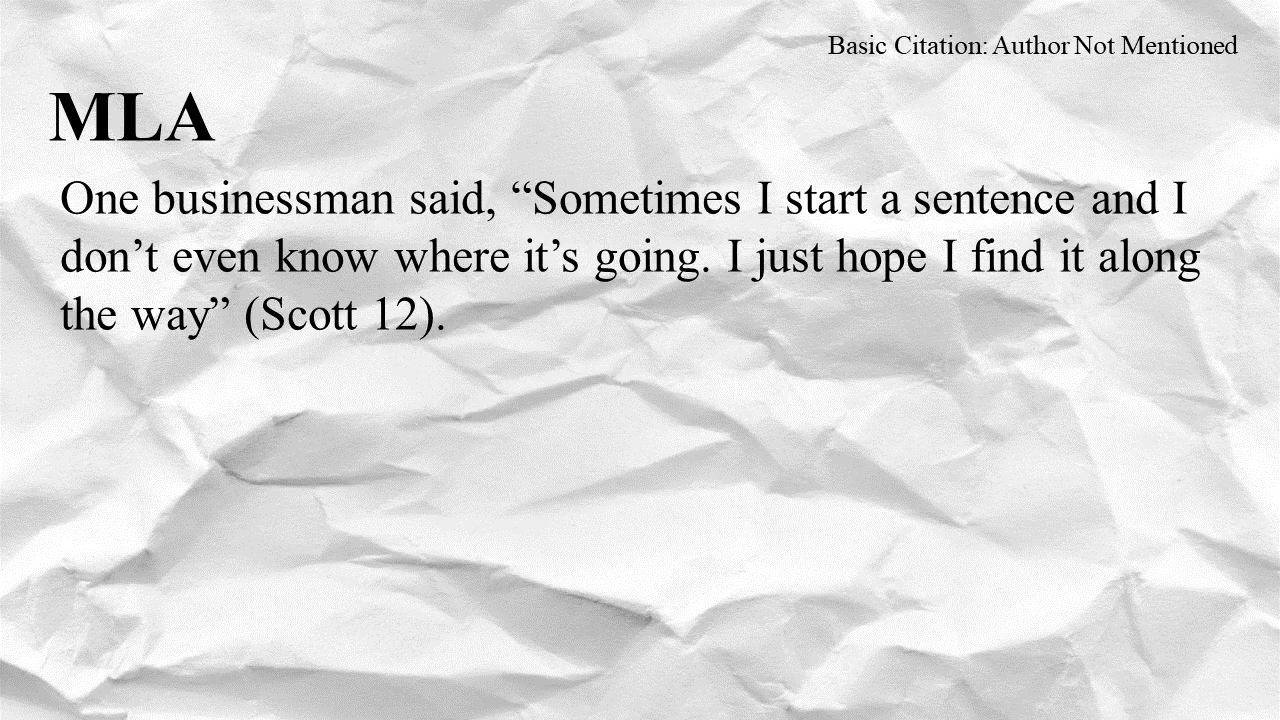 Basic Citation: Author Not Mentioned
MLA
One businessman said, “Sometimes I start a sentence and I
don’t even know where it’s going. I just hope I find it along
the way” (Scott 12).